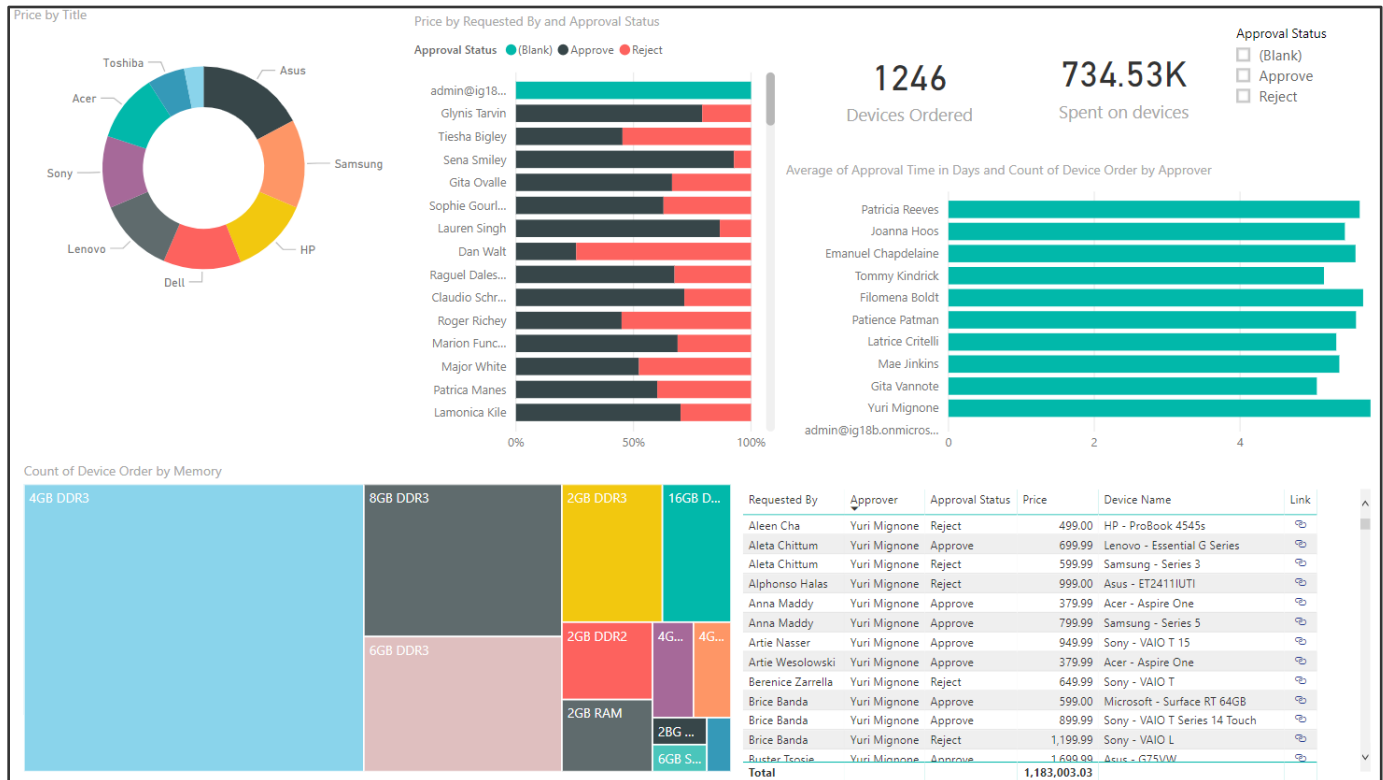 Price by Title
Toshiba
Asus
Acer
Samsung
Sony
Lenovo
HP
Dell
Price by Requested By and Approval Status
Approval Status (Blank) Approve Reject
admin@ig18...
Glynis Tarvin
Tiesha Bigley
Sena Smiley
Gita Ovalle
Sophie Gourl...
Lauren Singh
Dan Walt
Raguel Dales...
Claudio Schr...
Roger Richey
Marion Func...
Major White
Patrica Manes
Lamonica Kile
0% 50% 100%
1246
Devices Ordered
734.53K
Spent on devices
Approval Status
(Blank)
Approve
Reject
Average of Approval Time in Days and Count of Device Order by Approver
Patricia Reeves
Joanna Hoos
Emanuel Chapdelaine
Tommy Kindrick
Filomena Boldt
Patience Patman
Latrice Critelli
Mae Jinkins
Gita Vannote
Yuri Mignone
admin@ig18b.onmicros...
0 2 4
Count of Device Order by Memory
4GB DDR3
8GB DDR3
2GB DDR3
16GB D...
6GB DDR3
2GB DDR2
4G...
4G...
2GB RAM
2BG ...
6GB S...
Requested By Approver Approval Status Price Device Name Link
Aleen Cha Yuri Mignone Reject 499.00 HP - ProBook 4545s
Aleta Chittum Yuri Mignone Approve 699.99 Lenovo - Essential G Series
Aleta Chittum Yuri Mignone Reject 599.99 Samsung - Series 3
Alphonso Halas Yuri Mignone Reject 999.00 Asus - ET2411IUTI
Anna Maddy Yuri Mignone Approve 379.99 Acer - Aspire One
Anna Maddy Yuri Mignone Approve 799.99 Samsung - Series 5
Artie Nasser Yuri Mignone Approve 949.99 Sony - VAIO T 15
Artie Wesolowski Yuri Mignone Approve 379.99 Acer - Aspire One
Berenice Zarrella Yuri Mignone Reject 649.99 Sony - VAIO T
Brice Banda Yuri Mignone Approve 599.00 Microsoft - Surface RT 64GB
Brice Banda Yuri Mignone Approve 899.99 Sony - VAIO T Series 14 Touch
Brice Banda Yuri Mignone Reject 1,199.99 Sony - VAIO L
Buster Tsosie Yuri Mignone Approve 1,699.99 Asus - G75VW
Total 1,183,003.03